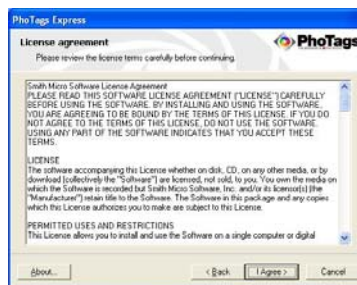 PhoTags Express
License agreement
Please review the license terms carefully before continuing.
PhoTags
Smith Micro Software License Agreement
PLEASE READ THIS SOFTWARE LICENSE AGREEMENT ("LICENSE") CAREFULLY
BEFORE USING THE SOFTWARE. BY INSTALLING AND USING THE SOFTWARE,
YOU ARE AGREEING TO BE BOUND BY THE TERMS OF THIS LICENSE. IF YOU DO
NOT AGREE TO THE TERMS OF THIS LICENSE, DO NOT USE THE SOFTWARE.
USING ANY PART OF THE SOFTWARE INDICATES THAT YOU ACCEPT THESE
TERMS.
LICENSE
The software accompanying this License whether on disk, CD, on any other media, or by
download (collectively the "Software") are licensed, not sold, to you. You own the media on
which the Software is recorded but Smith Micro Software, Inc. and/or its licensor(s) (the
"Manufacturer") retain title to the Software. The Software in this package and any copies
which this License authorizes you to make are subject to this License.
PERMITTED USES AND RESTRICTIONS
This License allows you to install and use the Software on a single computer or digital
About...
< Back
I Agree >
Cancel